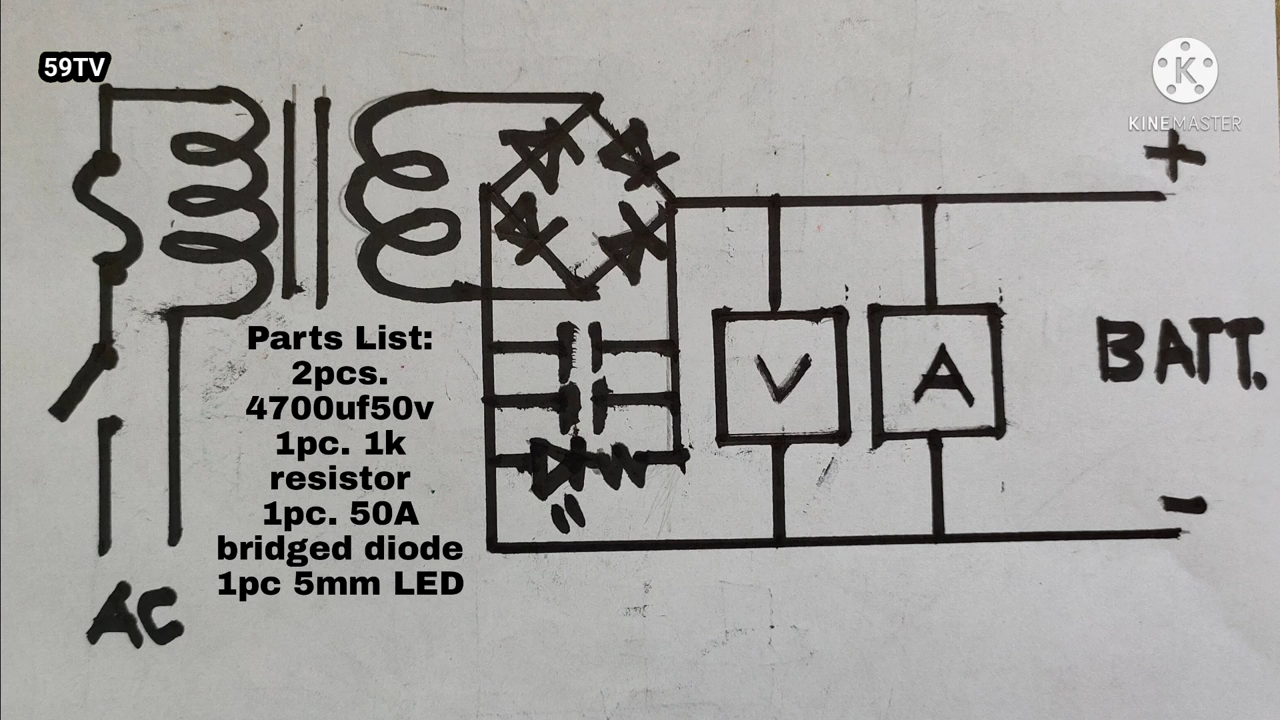 59TV
K
KINEMASTER
+
Parts List:
2pcs.
4700uf50v
1pc. 1k
resistor
1pc. 50A
bridged diode
1pc 5mm LED
V
A
BATT.
-
AC